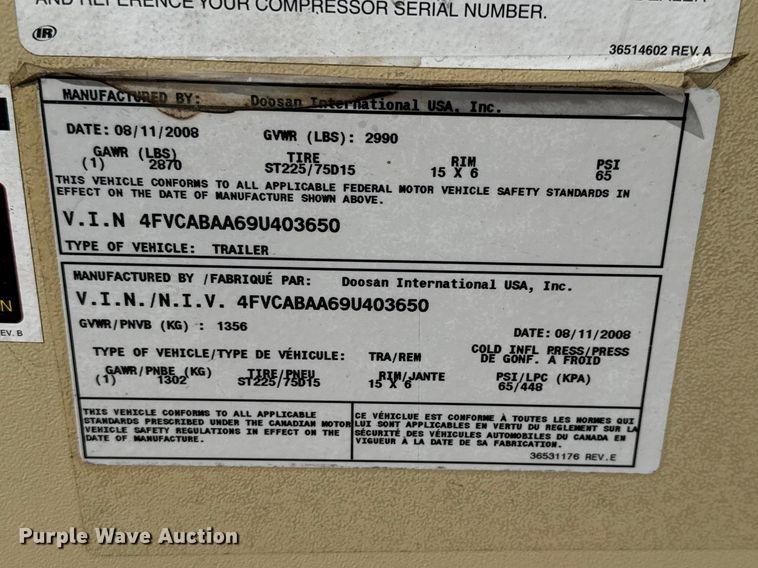 AND REFERENCE YOUR COMPRESSOR SERIAL NUMBER.
IR
36514602 REV. A
MANUFACTURED BY: Doosan International USA, Inc.
DATE: 08/11/2008 GVWR (LBS): 2990
GAWR (LBS) TIRE RIM PSI
(1) 2870 ST225/75D15 15 X 6 65
THIS VEHICLE CONFORMS TO ALL APPLICABLE FEDERAL MOTOR VEHICLE SAFETY STANDARDS IN
EFFECT ON THE DATE OF MANUFACTURE SHOWN ABOVE.
V.I.N 4FVCABAA69U403650
TYPE OF VEHICLE: TRAILER
MANUFACTURED BY /FABRIQUÉ PAR: Doosan International USA, Inc.
V.I.N./N.I.V. 4FVCABAA69U403650
GVWR/PNVB (KG) : 1356
DATE: 08/11/2008
TYPE OF VEHICLE/TYPE DE VÉHICULE: TRA/REM
COLD INFL PRESS/PRESS
DE GONF. A FROID
GAWR/PNBE (KG) TIRE/PNEU RIM/JANTE PSI/LPC (KPA)
(1) 1302 ST225/75D15 15 X 6 65/448
THIS VEHICLE CONFORMS TO ALL APPLICABLE
STANDARDS PRESCRIBED UNDER THE CANADIAN MOTOR
VEHICLE SAFETY REGULATIONS IN EFFECT ON THE
DATE OF MANUFACTURE.
CE VÉHICLUE EST CONFORME À TOUTES LES NORMES QUI
LUI SONT APPLICABLES EN VERTU DU REGLEMENT SUR LA
SÉCURITÉ DES VÉHICULES AUTOMOBILES DU CANADA EN
VIGUEUR À LA DATE DE SA FABRICATION.
36531176 REV.E
N
EV. B
Purple Wave Auction